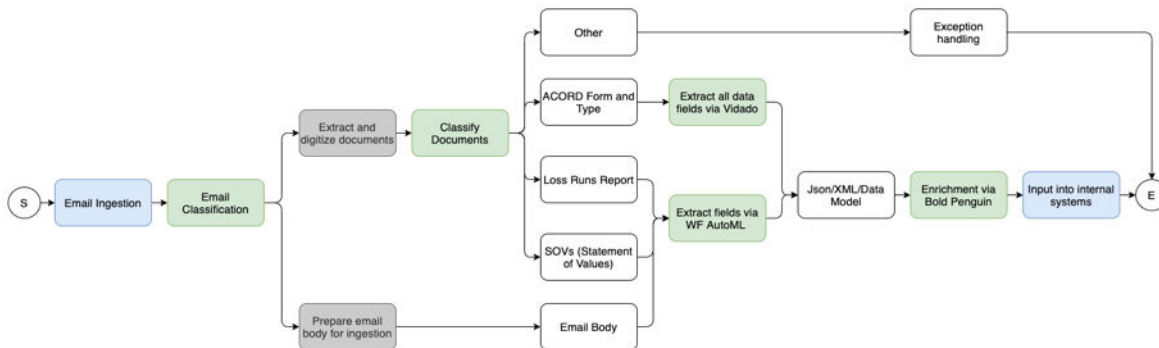 Other
Exception
handling
ACORD Form and
Type
Extract all data
fields via Vidado
Extract and
digitize documents
Classify
Documents
Loss Runs Report
S
Email Ingestion
Email
Classification
Extract fields via
WF AutoML
Json/XML/Data
Model
Enrichment via
Bold Penguin
Input into internal
systems
E
SOVs (Statement
of Values)
Prepare email
body for ingestion
Email Body